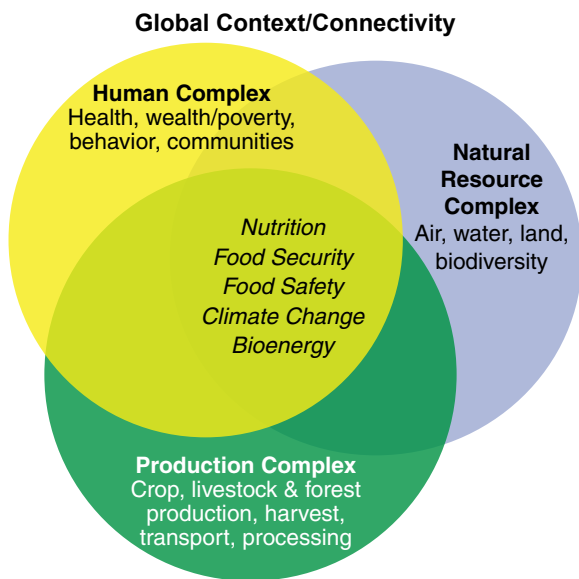 Global Context/Connectivity
Human Complex
Health, wealth/poverty,
behavior, communities
Natural
Resource
Complex
Air, water, land,
biodiversity
Nutrition
Food Security
Food Safety
Climate Change
Bioenergy
Production Complex
Crop, livestock & forest
production, harvest,
transport, processing